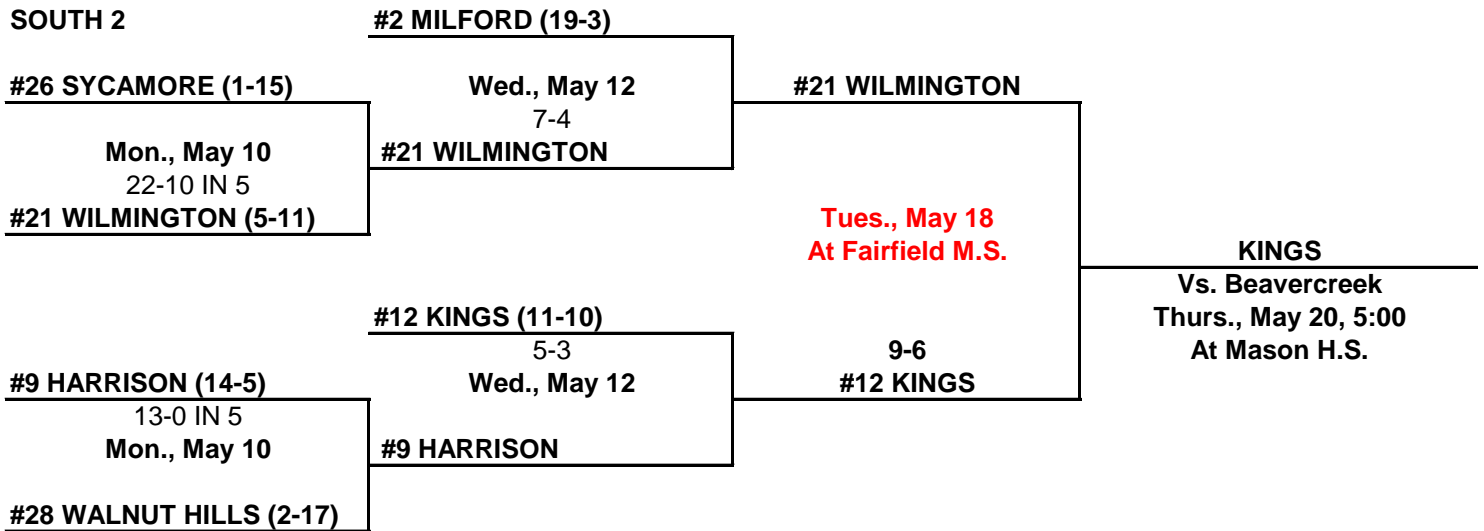 SOUTH 2
#2 MILFORD (19-3)
#26 SYCAMORE (1-15)
Wed., May 12
#21 WILMINGTON
7-4
Mon., May 10
#21 WILMINGTON
22-10 IN 5
#21 WILMINGTON (5-11)
Tues., May 18
At Fairfield M.S.
KINGS
Vs. Beavercreek
#12 KINGS (11-10)
Thurs., May 20, 5:00
5-3
9-6
At Mason H.S.
#9 HARRISON (14-5)
Wed., May 12
#12 KINGS
13-0 IN 5
Mon., May 10
#9 HARRISON
#28 WALNUT HILLS (2-17)